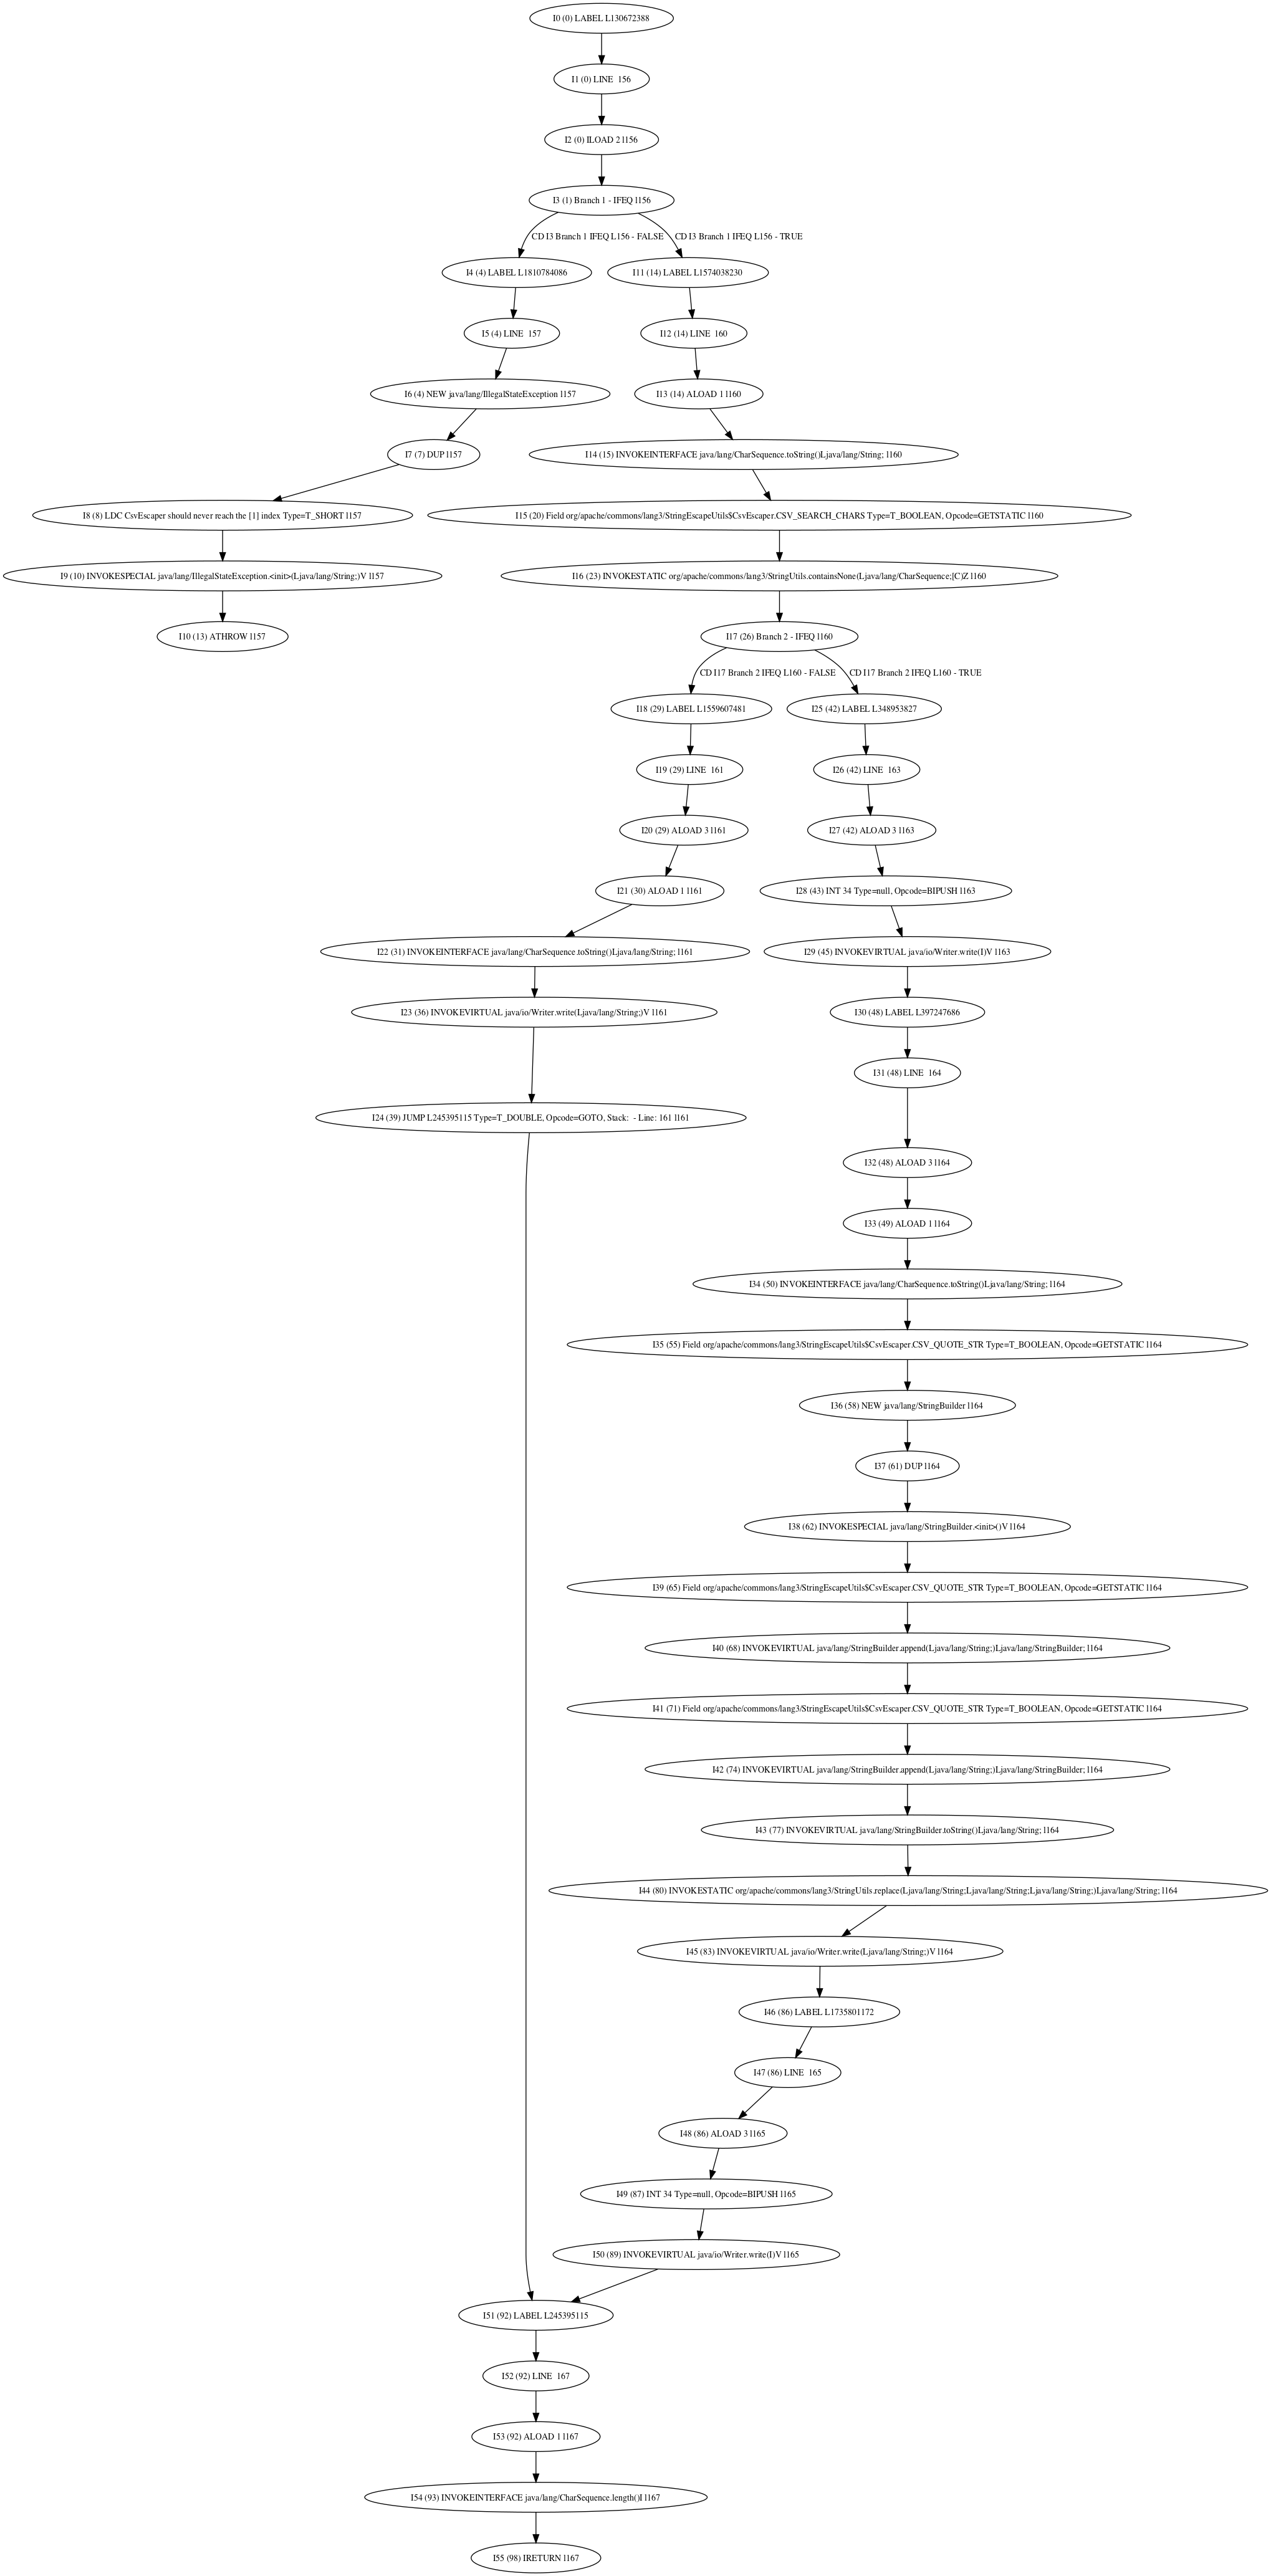 I0 (0) LABEL L130672388
I1 (0) LINE 156
I2 (0) ILOAD 2 l156
I3 (1) Branch 1 - IFEQ l156
CD I3 Branch 1 IFEQ L156 - FALSE
CD I3 Branch 1 IFEQ L156 - TRUE
I4 (4) LABEL L1810784086
I11 (14) LABEL L1574038230
I5 (4) LINE 157
I12 (14) LINE 160
I6 (4) NEW java/lang/IllegalStateException l157
I13 (14) ALOAD 1 l160
I7 (7) DUP l157
I14 (15) INVOKEINTERFACE java/lang/CharSequence.toString()Ljava/lang/String; l160
I8 (8) LDC CsvEscaper should never reach the [1] index Type=T_SHORT l157
I15 (20) Field org/apache/commons/lang3/StringEscapeUtils$CsvEscaper.CSV_SEARCH_CHARS Type=T_BOOLEAN, Opcode=GETSTATIC l160
I9 (10) INVOKESPECIAL java/lang/IllegalStateException.<init>(Ljava/lang/String;)V l157
I16 (23) INVOKESTATIC org/apache/commons/lang3/StringUtils.containsNone(Ljava/lang/CharSequence;[C)Z l160
I10 (13) ATHROW l157
I17 (26) Branch 2 - IFEQ l160
CD I17 Branch 2 IFEQ L160 - FALSE
CD I17 Branch 2 IFEQ L160 - TRUE
I18 (29) LABEL L1559607481
I25 (42) LABEL L348953827
I19 (29) LINE 161
I26 (42) LINE 163
I20 (29) ALOAD 3 l161
I27 (42) ALOAD 3 l163
I21 (30) ALOAD 1 l161
I28 (43) INT 34 Type=null, Opcode=BIPUSH l163
I22 (31) INVOKEINTERFACE java/lang/CharSequence.toString()Ljava/lang/String; l161
I29 (45) INVOKEVIRTUAL java/io/Writer.write(I)V l163
I23 (36) INVOKEVIRTUAL java/io/Writer.write(Ljava/lang/String;)V l161
I30 (48) LABEL L397247686
I31 (48) LINE 164
I24 (39) JUMP L245395115 Type=T_DOUBLE, Opcode=GOTO, Stack: - Line: 161 l161
I32 (48) ALOAD 3 l164
I33 (49) ALOAD 1 l164
I34 (50) INVOKEINTERFACE java/lang/CharSequence.toString()Ljava/lang/String; l164
I35 (55) Field org/apache/commons/lang3/StringEscapeUtils$CsvEscaper.CSV_QUOTE_STR Type=T_BOOLEAN, Opcode=GETSTATIC l164
I36 (58) NEW java/lang/StringBuilder l164
I37 (61) DUP l164
I38 (62) INVOKESPECIAL java/lang/StringBuilder.<init>()V l164
I39 (65) Field org/apache/commons/lang3/StringEscapeUtils$CsvEscaper.CSV_QUOTE_STR Type=T_BOOLEAN, Opcode=GETSTATIC l164
I40 (68) INVOKEVIRTUAL java/lang/StringBuilder.append(Ljava/lang/String;)Ljava/lang/StringBuilder; l164
I41 (71) Field org/apache/commons/lang3/StringEscapeUtils$CsvEscaper.CSV_QUOTE_STR Type=T_BOOLEAN, Opcode=GETSTATIC l164
I42 (74) INVOKEVIRTUAL java/lang/StringBuilder.append(Ljava/lang/String;)Ljava/lang/StringBuilder; l164
I43 (77) INVOKEVIRTUAL java/lang/StringBuilder.toString()Ljava/lang/String; l164
I44 (80) INVOKESTATIC org/apache/commons/lang3/StringUtils.replace(Ljava/lang/String;Ljava/lang/String;Ljava/lang/String;)Ljava/lang/String; l164
I45 (83) INVOKEVIRTUAL java/io/Writer.write(Ljava/lang/String;)V l164
I46 (86) LABEL L1735801172
I47 (86) LINE 165
I48 (86) ALOAD 3 l165
I49 (87) INT 34 Type=null, Opcode=BIPUSH l165
I50 (89) INVOKEVIRTUAL java/io/Writer.write(I)V l165
I51 (92) LABEL L245395115
I52 (92) LINE 167
I53 (92) ALOAD 1 l167
I54 (93) INVOKEINTERFACE java/lang/CharSequence.length()I l167
I55 (98) IRETURN l167